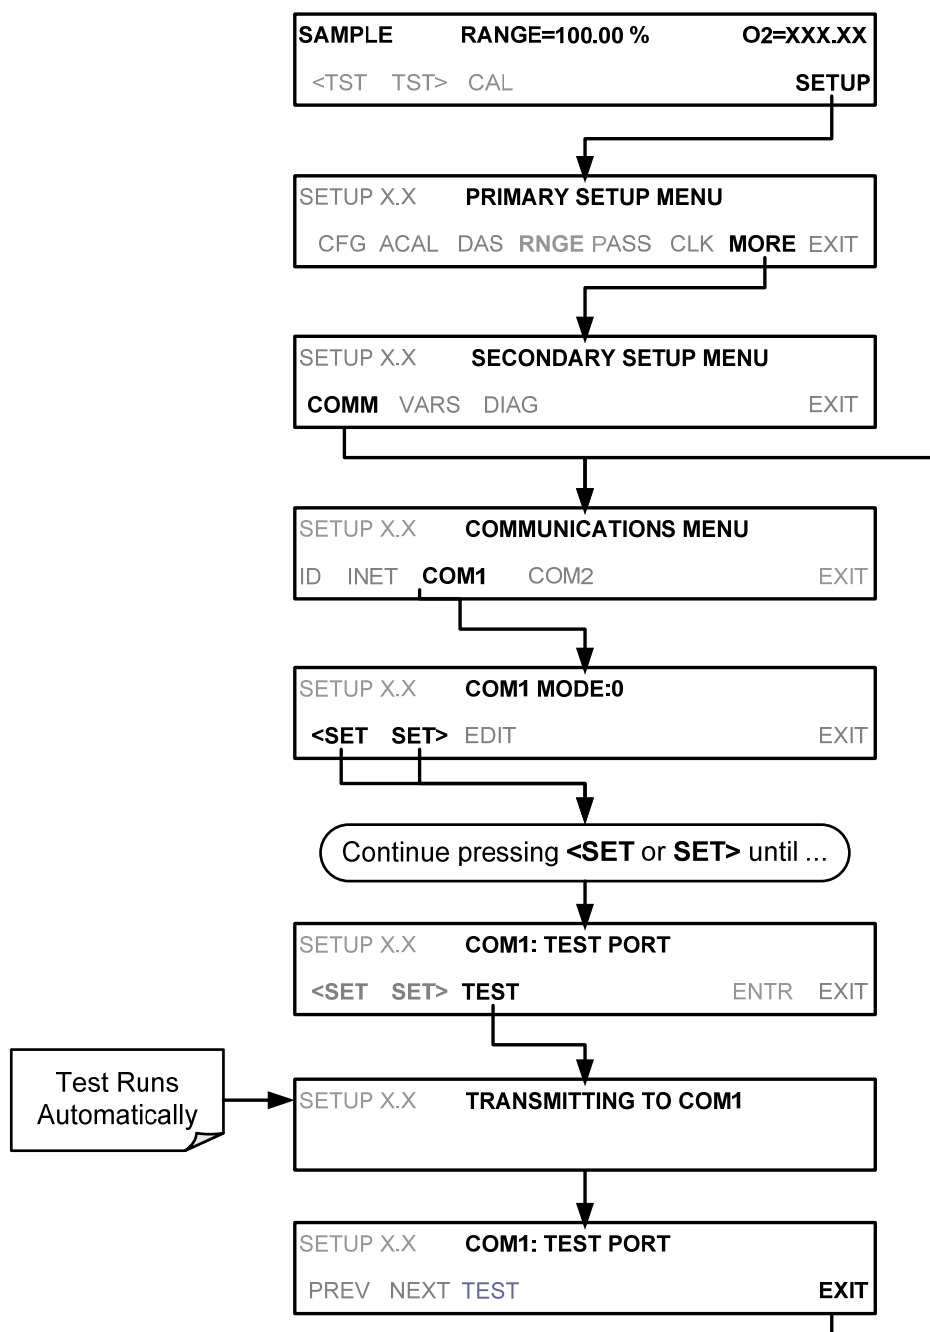 SAMPLE RANGE=100.00 % O2=XXX.XX
<TST TST> CAL SETUP
SETUP X.X PRIMARY SETUP MENU
CFG ACAL DAS RNGE PASS CLK MORE EXIT
SETUP X.X SECONDARY SETUP MENU
COMM VARS DIAG EXIT
SETUP X.X COMMUNICATIONS MENU
ID INET COM1 COM2 EXIT
SETUP X.X COM1 MODE:0
<SET SET> EDIT EXIT
Continue pressing <SET or SET> until ...
SETUP X.X COM1: TEST PORT
<SET SET> TEST ENTR EXIT
Test Runs
Automatically
SETUP X.X TRANSMITTING TO COM1
SETUP X.X COM1: TEST PORT
PREV NEXT TEST EXIT